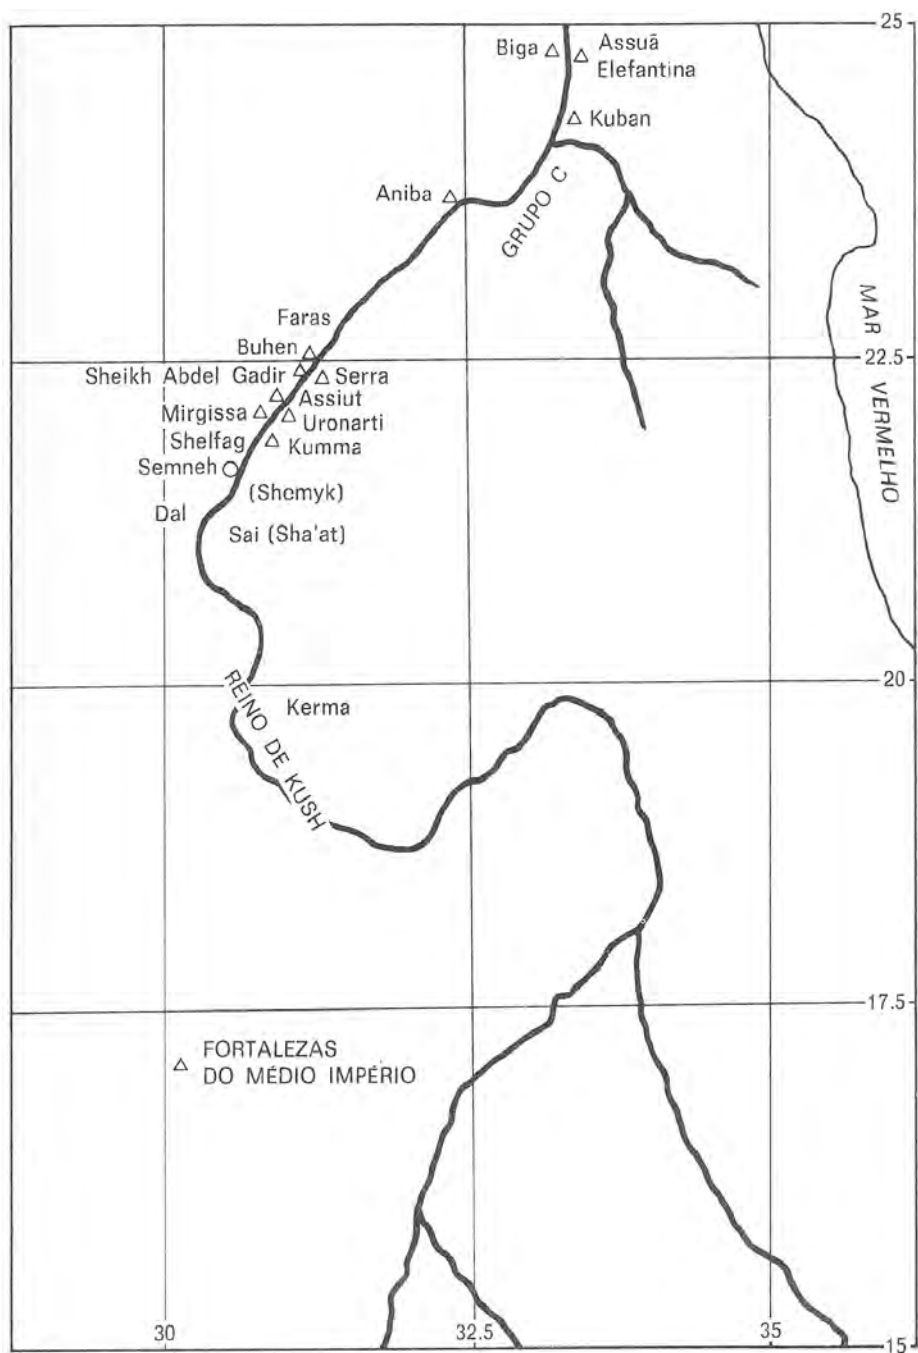 25
Biga
Assuã
Elefantina
Kuban
Aniba
GRUPO C
MAR VERMELHO
Faras
Buhen
22.5
Sheikh Abdel Gadir
Serra
Assiut
Mirgissa
Uronarti
Shelfag
Kumma
Semneh
(Shemyk)
Dal
Sai (Sha'at)
20
REINO DE KUSH
Kerma
17.5
FORTALEZAS
DO MÉDIO IMPÉRIO
30
32.5
35
15